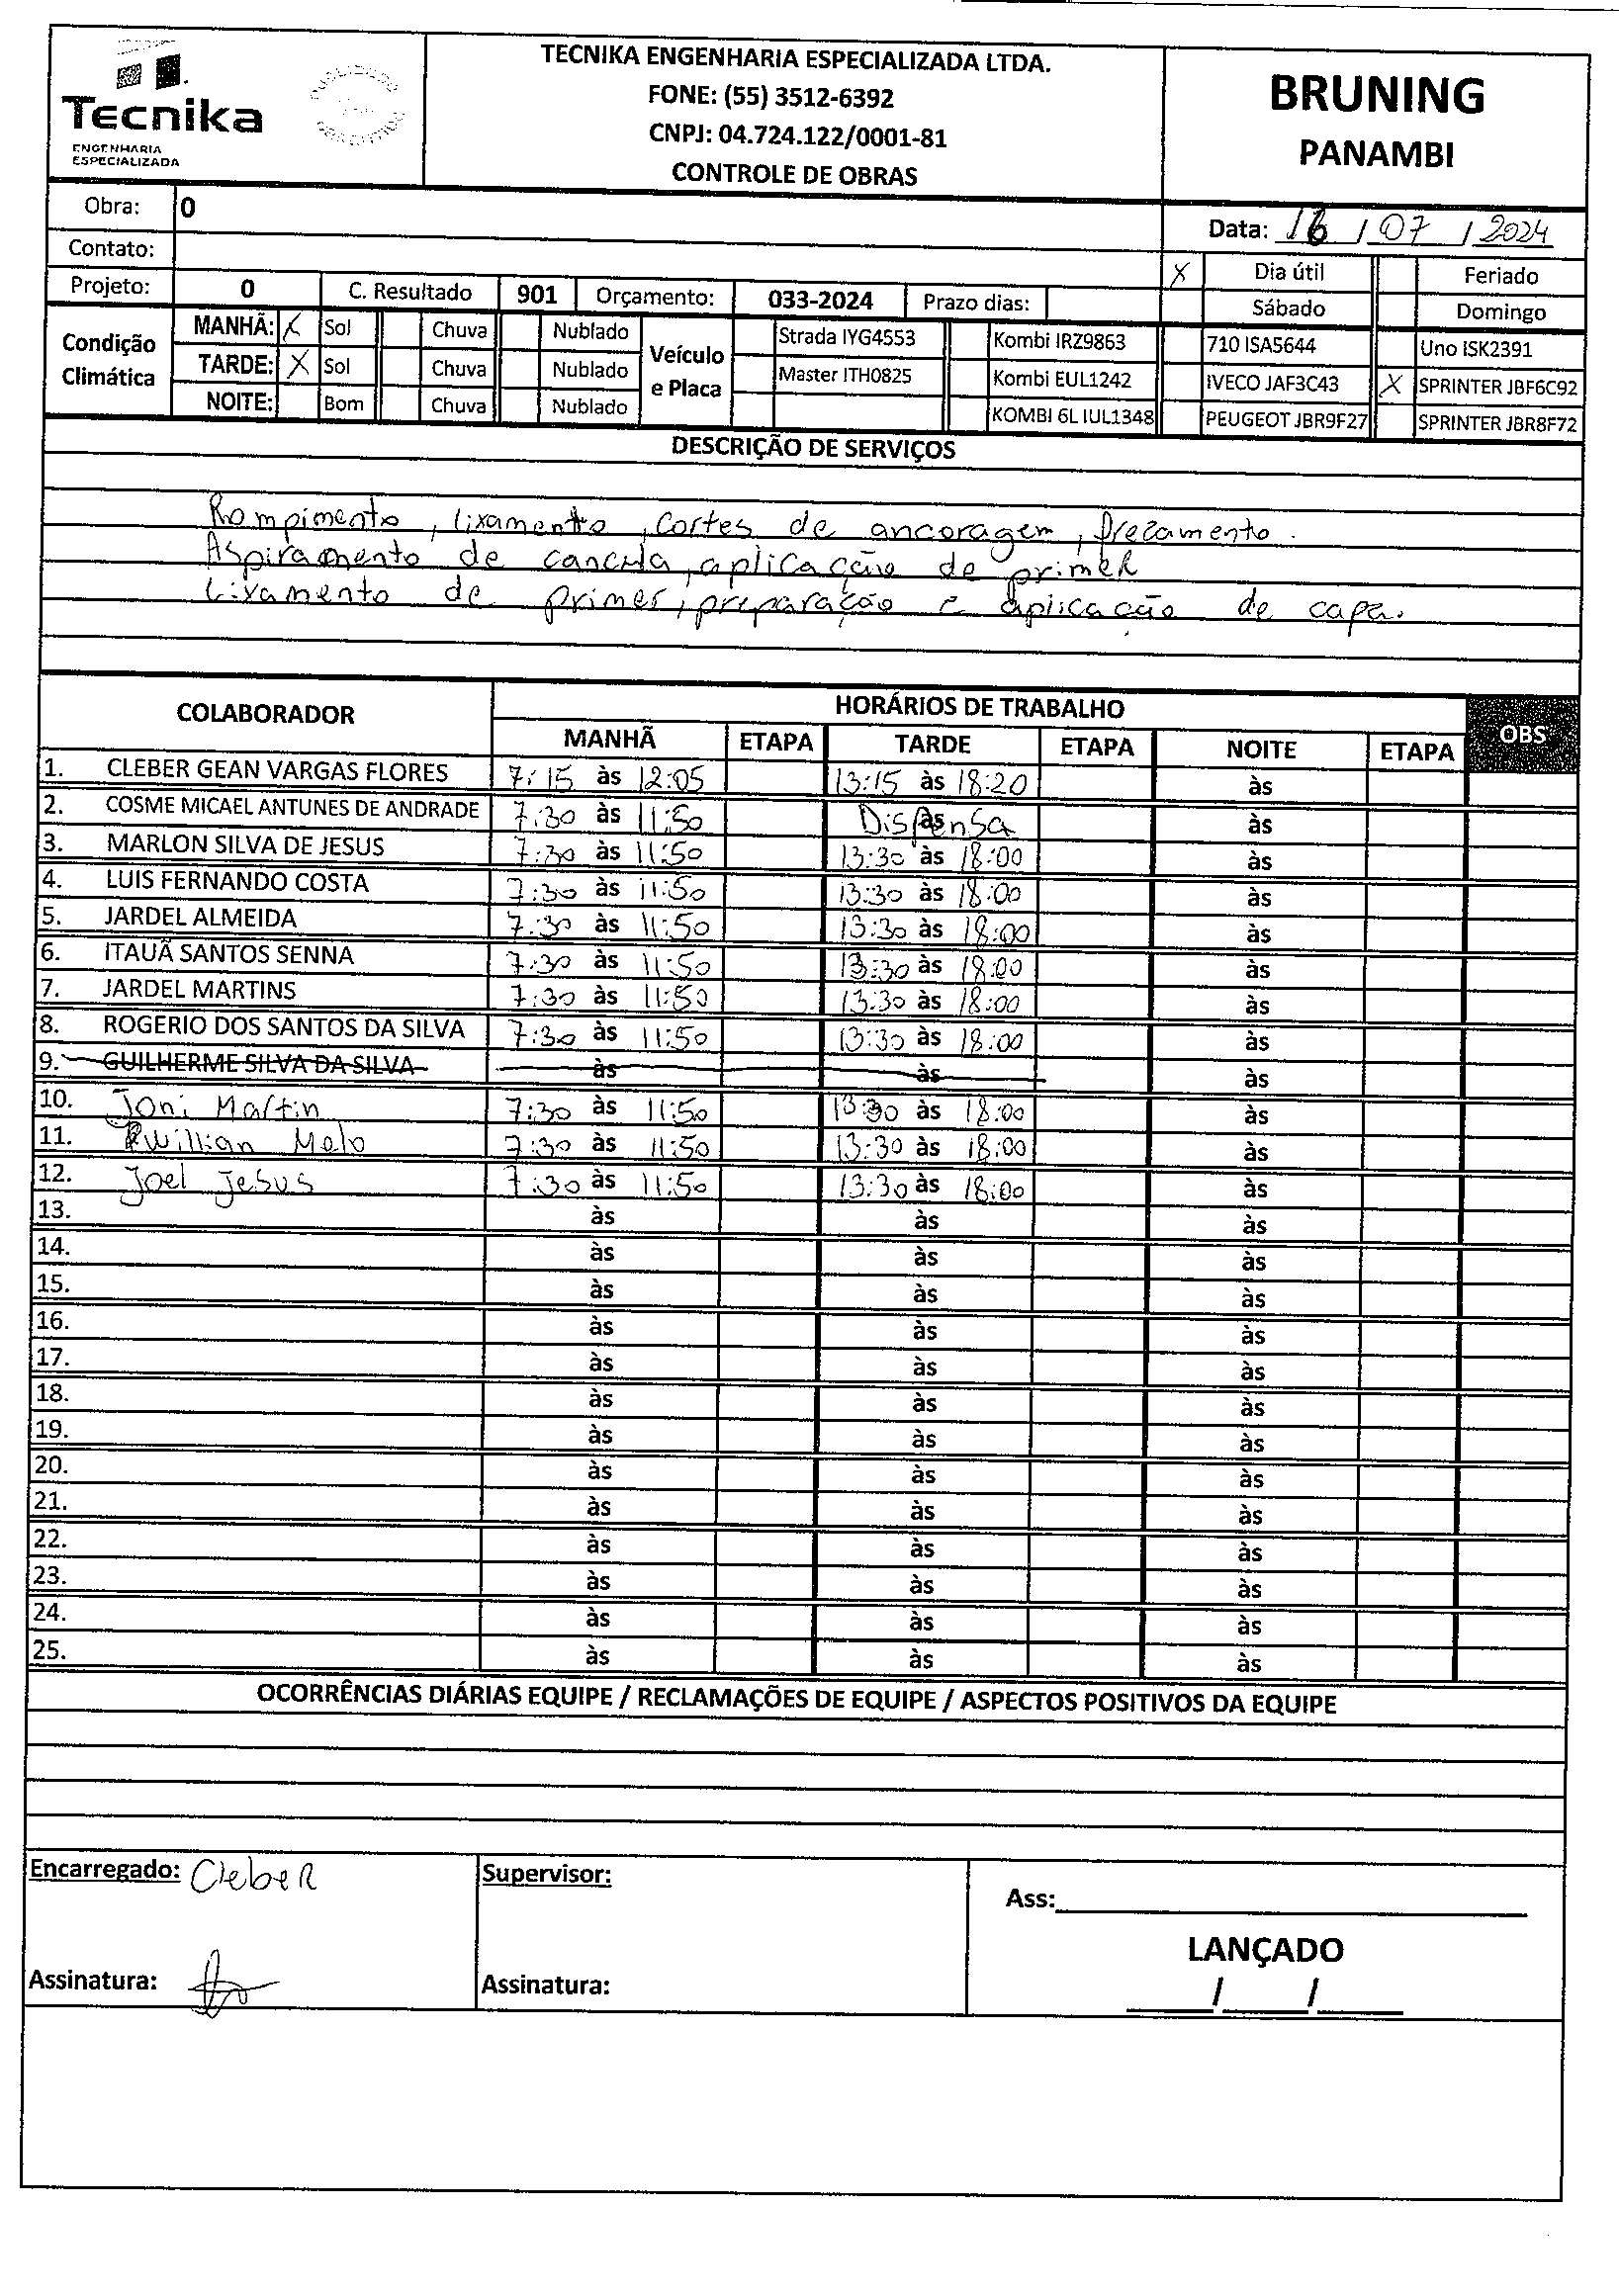 Tecnika
ENGENHARIA
ESPECIALIZADA
TECNIKA ENGENHARIA ESPECIALIZADA LTDA.
FONE: (55) 3512-6392
CNPJ: 04.724.122/0001-81
CONTROLE DE OBRAS
BRUNING
PANAMBI
Obra: 0
Data: 16 / 07 / 2024
Contato:
X Dia útil Feriado
Projeto: 0 C. Resultado 901 Orçamento: 033-2024 Prazo dias:
Sábado Domingo
Condição Climática
MANHÃ: X Sol Chuva Nublado
TARDE: X Sol Chuva Nublado
NOITE: Bom Chuva Nublado
Veículo e Placa
Strada IYG4553 Kombi IRZ9863 710 ISA5644 Uno ISK2391
Master ITH0825 Kombi EUL1242 IVECO JAF3C43 X SPRINTER JBF6C92
KOMBI 6L IUL1348 PEUGEOT JBR9F27 SPRINTER JBR8F72
DESCRIÇÃO DE SERVIÇOS
Rompimento, Lixamento, cortes de ancoragem, frezamento.
Aspiramento de cancha, aplicação de primer
Lixamento de primer, preparação e aplicação de capa.
COLABORADOR HORÁRIOS DE TRABALHO OBS
MANHÃ ETAPA TARDE ETAPA NOITE ETAPA
1. CLEBER GEAN VARGAS FLORES 7:15 às 12:05 13:15 às 18:20 às
2. COSME MICAEL ANTUNES DE ANDRADE 7:30 às 11:50 Dispensa às às
3. MARLON SILVA DE JESUS 7:30 às 11:50 13:30 às 18:00 às
4. LUIS FERNANDO COSTA 7:30 às 11:50 13:30 às 18:00 às
5. JARDEL ALMEIDA 7:30 às 11:50 13:30 às 18:00 às
6. ITAUÃ SANTOS SENNA 7:30 às 11:50 13:30 às 18:00 às
7. JARDEL MARTINS 7:30 às 11:50 13:30 às 18:00 às
8. ROGERIO DOS SANTOS DA SILVA 7:30 às 11:50 13:30 às 18:00 às
9. GUILHERME SILVA DA SILVA às às às
10. Joni Martin 7:30 às 11:50 13:30 às 18:00 às
11. Willian Melo 7:30 às 11:50 13:30 às 18:00 às
12. Joel Jesus 7:30 às 11:50 13:30 às 18:00 às
13. às às às
14. às às às
15. às às às
16. às às às
17. às às às
18. às às às
19. às às às
20. às às às
21. às às às
22. às às às
23. às às às
24. às às às
25. às às às
OCORRÊNCIAS DIÁRIAS EQUIPE / RECLAMAÇÕES DE EQUIPE / ASPECTOS POSITIVOS DA EQUIPE
Encarregado: Cleber Supervisor:
Ass:
LANÇADO
Assinatura: Assinatura:
/ /